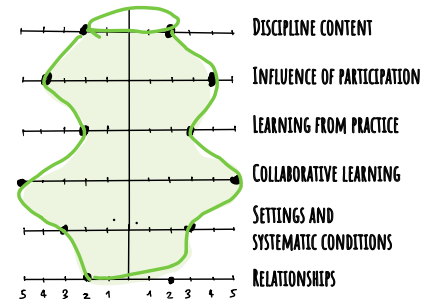 DISCIPLINE CONTENT
INFLUENCE OF PARTICIPATION
LEARNING FROM PRACTICE
COLLABORATIVE LEARNING
SETTINGS AND
SYSTEMATIC CONDITIONS
RELATIONSHIPS
5 4 3 2 1 1 2 3 4 5